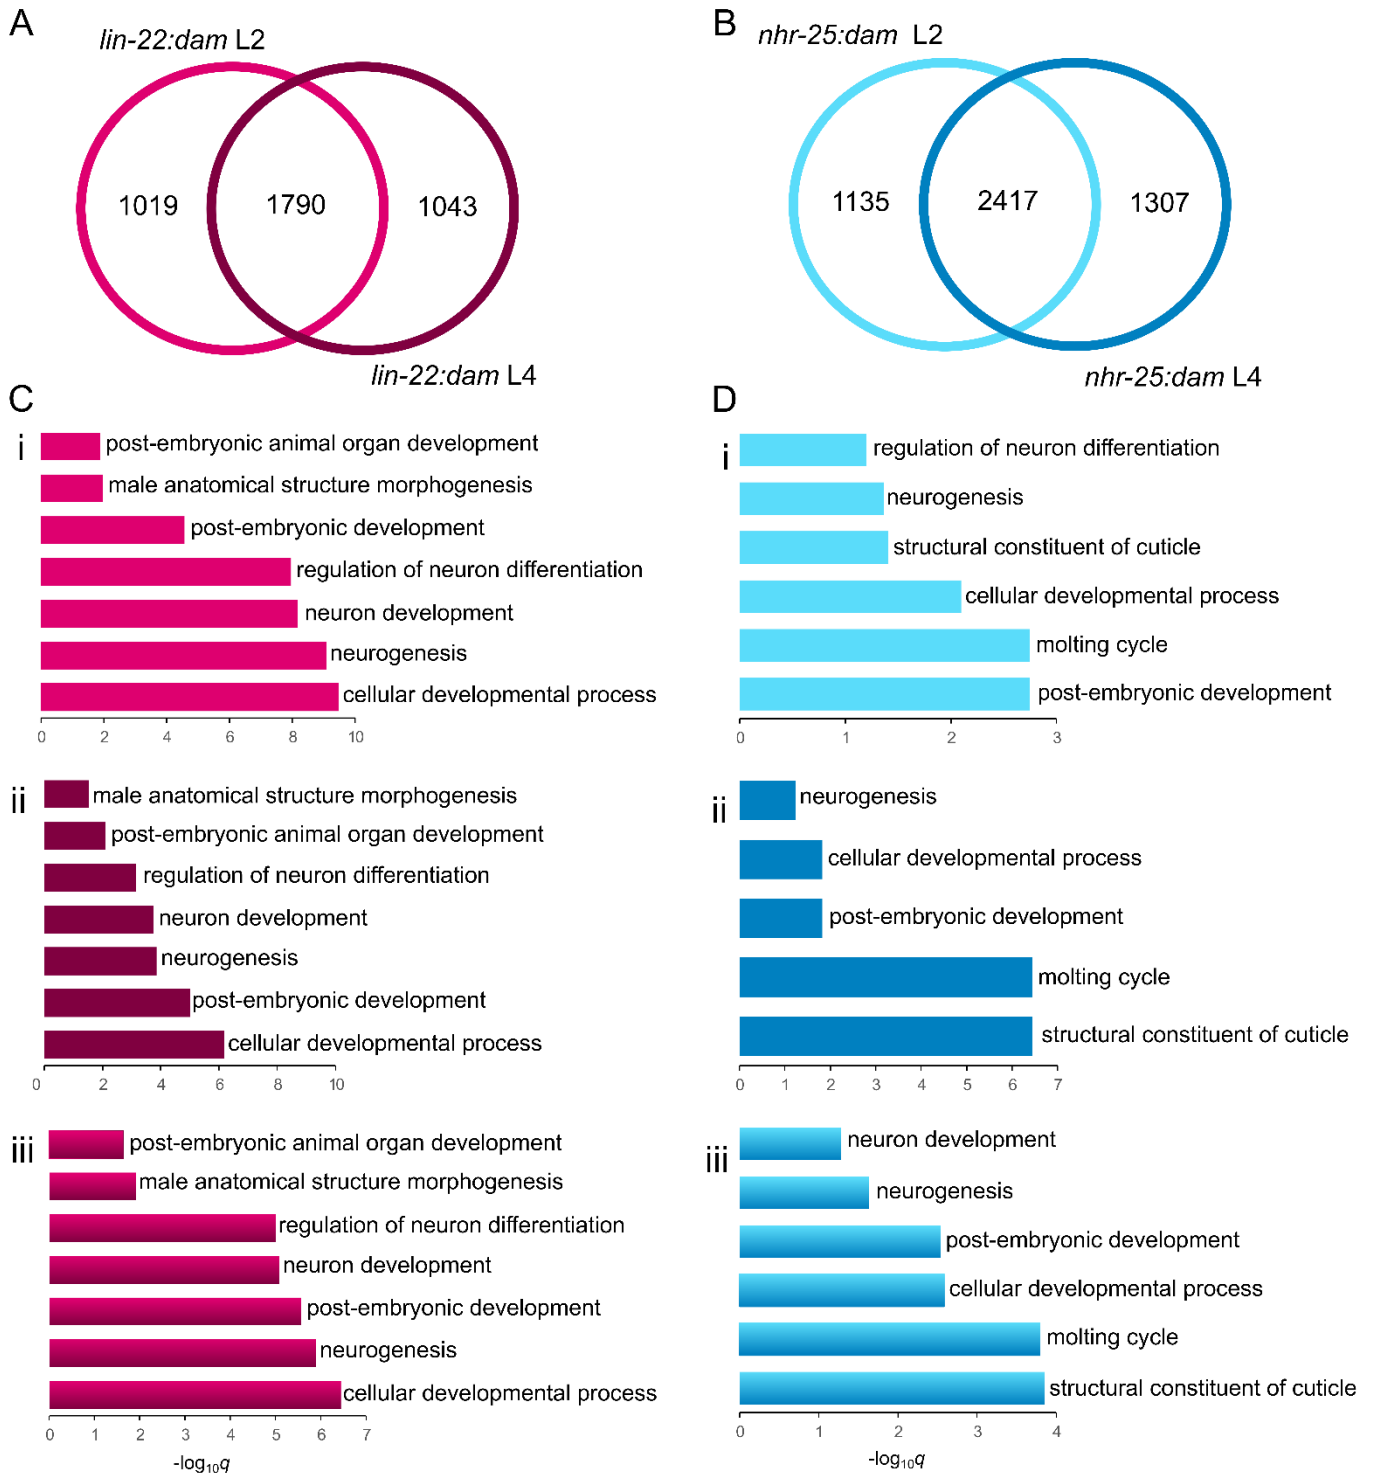 A
lin-22:dam L2
1019
1790
1043
lin-22:dam L4
B
nhr-25:dam L2
1135
2417
1307
nhr-25:dam L4
C
i
post-embryonic animal organ development
male anatomical structure morphogenesis
post-embryonic development
regulation of neuron differentiation
neuron development
neurogenesis
cellular developmental process
0 2 4 6 8 10
ii
male anatomical structure morphogenesis
post-embryonic animal organ development
regulation of neuron differentiation
neuron development
neurogenesis
post-embryonic development
cellular developmental process
0 2 4 6 8 10
iii
post-embryonic animal organ development
male anatomical structure morphogenesis
regulation of neuron differentiation
neuron development
post-embryonic development
neurogenesis
cellular developmental process
0 1 2 3 4 5 6 7
-log₁₀q
D
i
regulation of neuron differentiation
neurogenesis
structural constituent of cuticle
cellular developmental process
molting cycle
post-embryonic development
0 1 2 3
ii
neurogenesis
cellular developmental process
post-embryonic development
molting cycle
structural constituent of cuticle
0 1 2 3 4 5 6 7
iii
neuron development
neurogenesis
post-embryonic development
cellular developmental process
molting cycle
structural constituent of cuticle
0 1 2 3 4
-log₁₀q